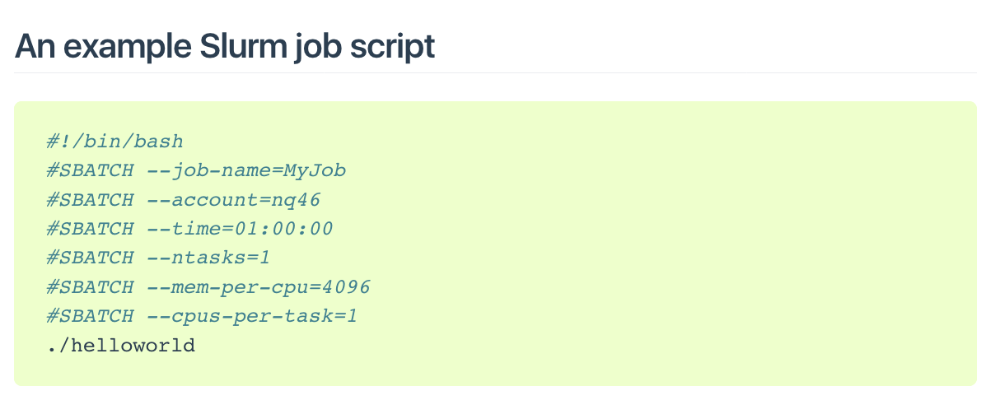 An example Slurm job script
#!/bin/bash
#SBATCH --job-name=MyJob
#SBATCH --account=nq46
#SBATCH --time=01:00:00
#SBATCH --ntasks=1
#SBATCH --mem-per-cpu=4096
#SBATCH --cpus-per-task=1
./helloworld